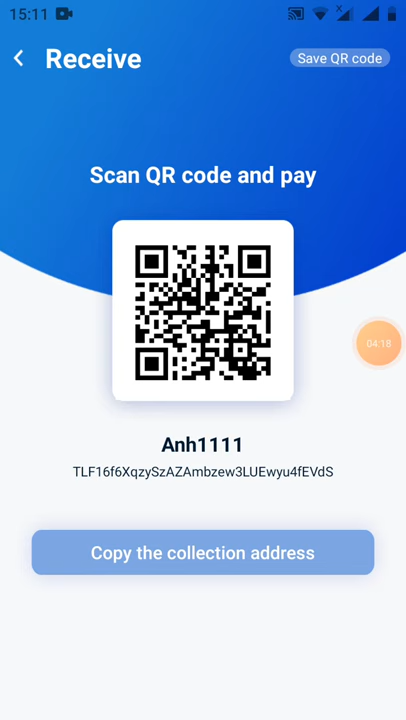 15:11
Receive
Save QR code
Scan QR code and pay
04:18
Anh1111
TLF16f6XqzySzAZAmbzew3LUEwyu4fEVdS
Copy the collection address